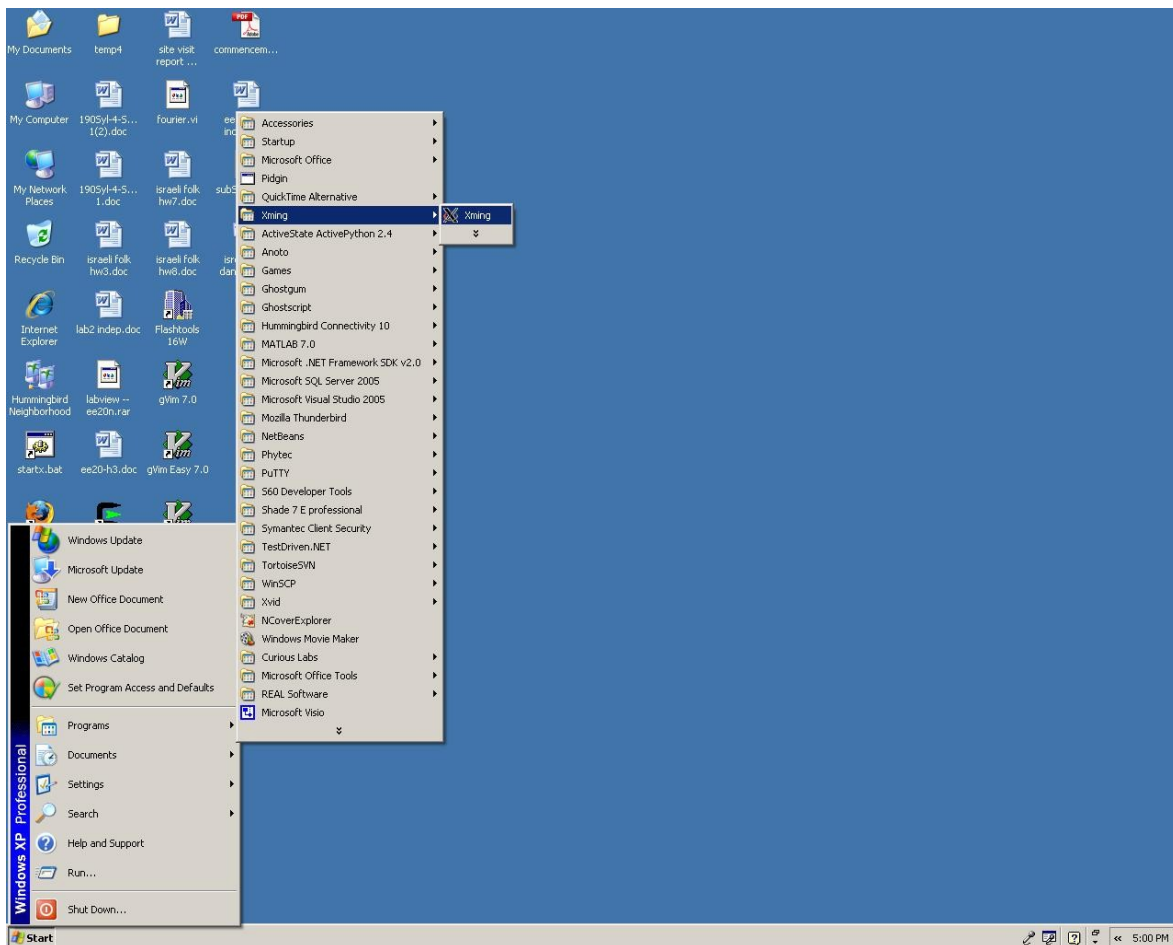 My Documents
temp4
site visit
report ...
commencem...
My Computer
190Syl-4-S...
1(2).doc
fourier.vi
My Network
Places
190Syl-4-S...
1.doc
israeli folk
hw7.doc
Recycle Bin
israeli folk
hw3.doc
israeli folk
hw8.doc
Internet
Explorer
lab2 indep.doc
Flashtools
16W
Hummingbird
Neighborhood
labview --
ee20n.rar
gVim 7.0
startx.bat
ee20-h3.doc
gVim Easy 7.0
Accessories
Startup
Microsoft Office
Pidgin
QuickTime Alternative
Xming
ActiveState ActivePython 2.4
Anoto
Games
Ghostgum
Ghostscript
Hummingbird Connectivity 10
MATLAB 7.0
Microsoft .NET Framework SDK v2.0
Microsoft SQL Server 2005
Microsoft Visual Studio 2005
Mozilla Thunderbird
NetBeans
Phytec
PuTTY
S60 Developer Tools
Shade 7 E professional
Symantec Client Security
TestDriven.NET
TortoiseSVN
WinSCP
Xvid
NCoverExplorer
Windows Movie Maker
Curious Labs
Microsoft Office Tools
REAL Software
Microsoft Visio
Xming
Windows Update
Microsoft Update
New Office Document
Open Office Document
Windows Catalog
Set Program Access and Defaults
Programs
Documents
Settings
Search
Help and Support
Run...
Shut Down...
Windows XP Professional
Start
5:00 PM